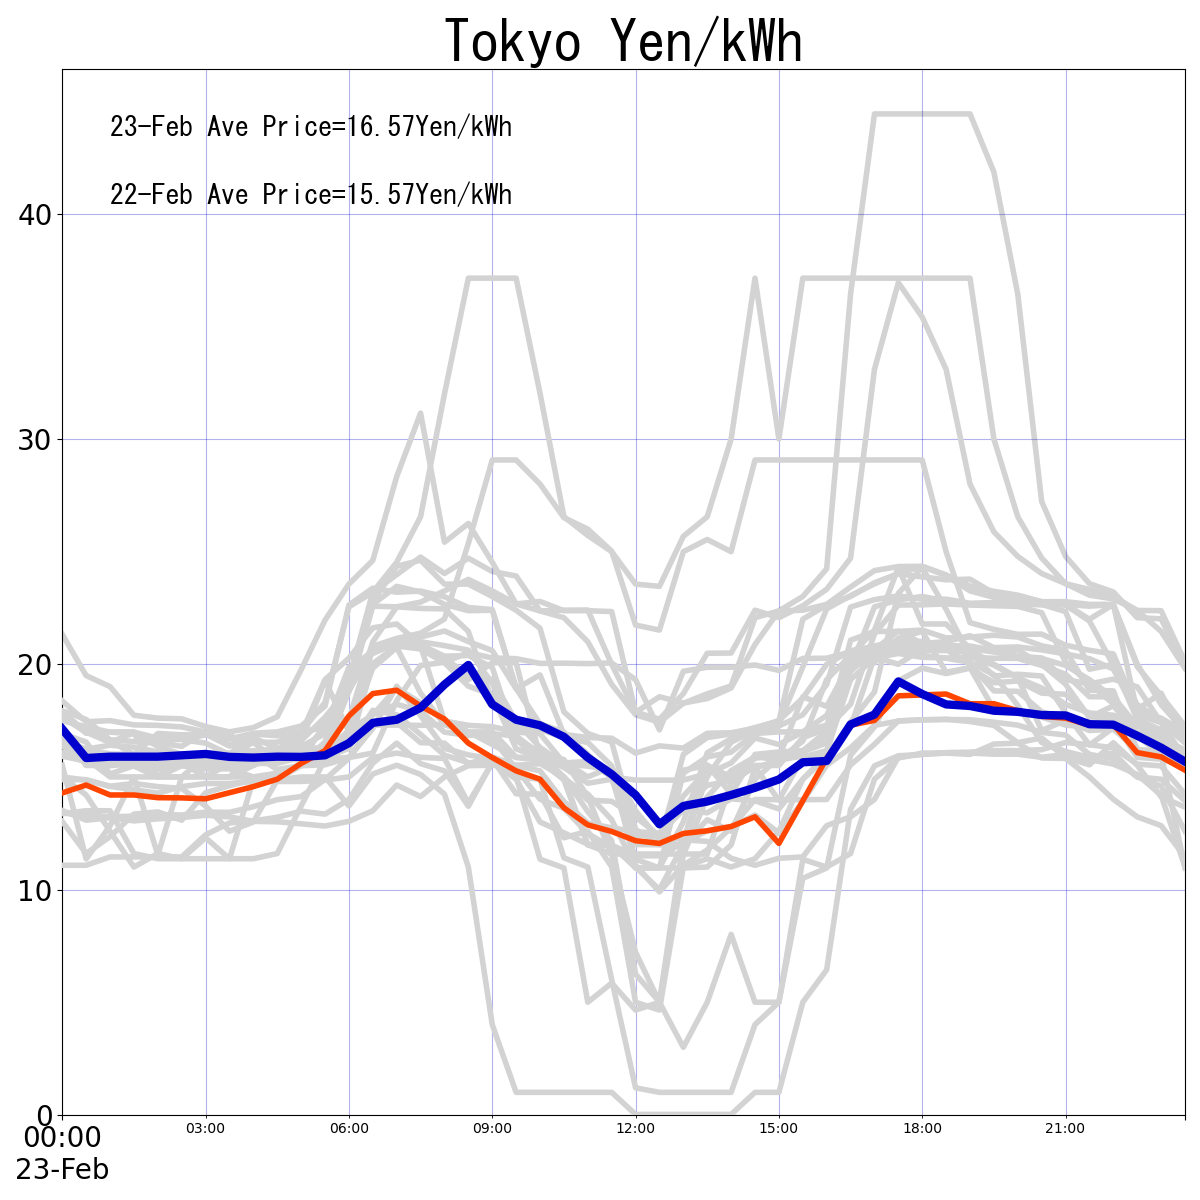 Tokyo Yen/kWh
23-Feb Ave Price=16.57Yen/kWh
22-Feb Ave Price=15.57Yen/kWh
40
30
20
10
0
00:00 03:00 06:00 09:00 12:00 15:00 18:00 21:00
23-Feb